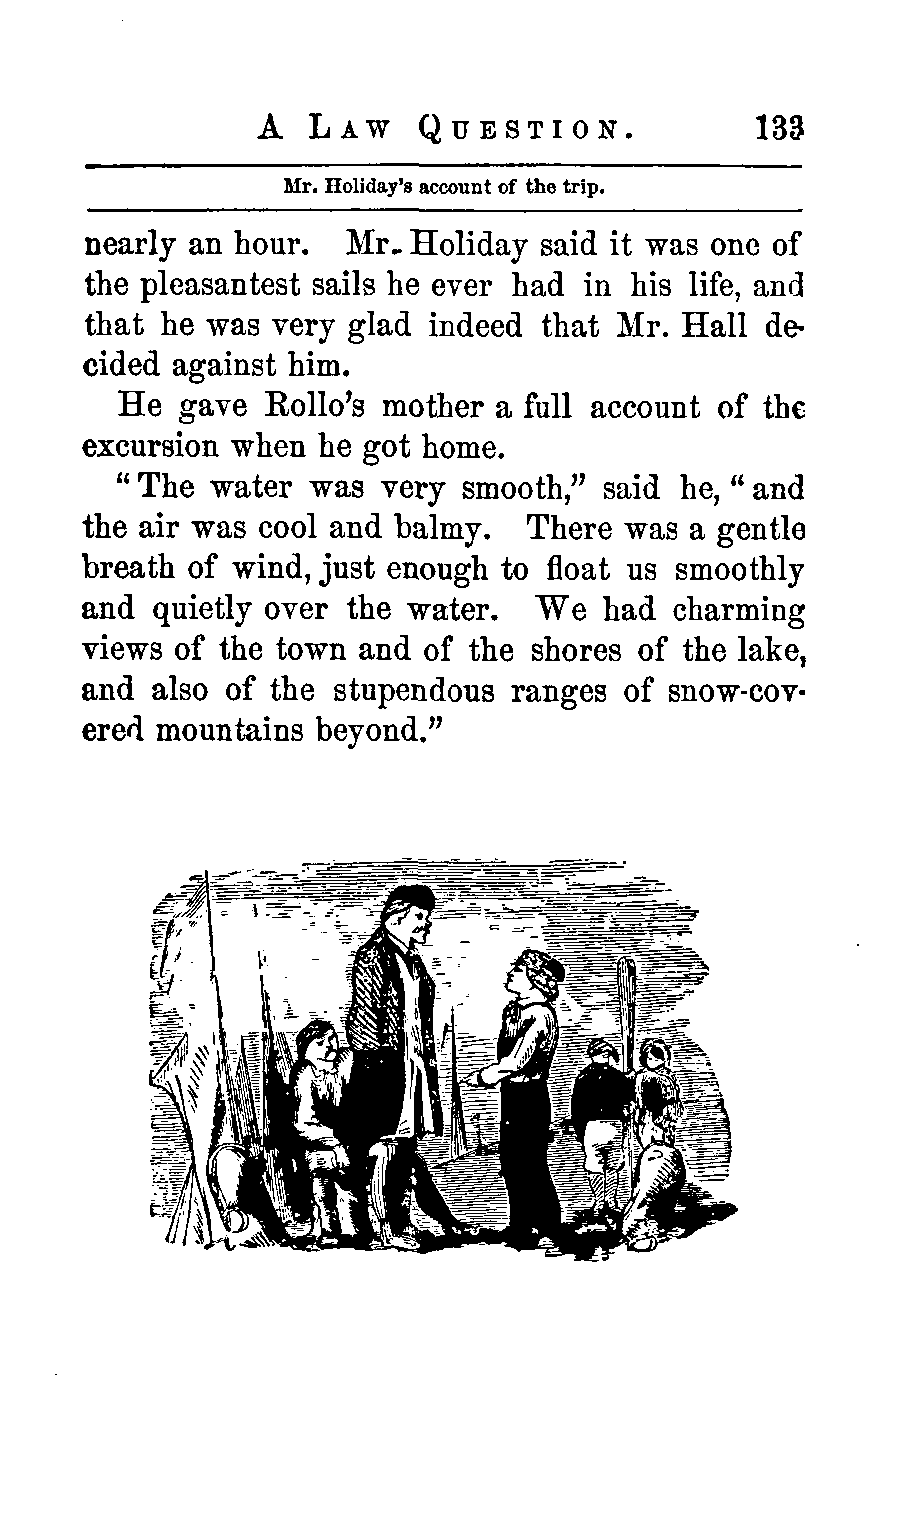 A LAW QUESTION. 133
Mr. Holiday's account of the trip.
nearly an hour. Mr. Holiday said it was one of
the pleasantest sails he ever had in his life, and
that he was very glad indeed that Mr. Hall de-
cided against him.
He gave Rollo's mother a full account of the
excursion when he got home.
“The water was very smooth,” said he, “and
the air was cool and balmy. There was a gentle
breath of wind, just enough to float us smoothly
and quietly over the water. We had charming
views of the town and of the shores of the lake,
and also of the stupendous ranges of snow-cov-
ered mountains beyond.”